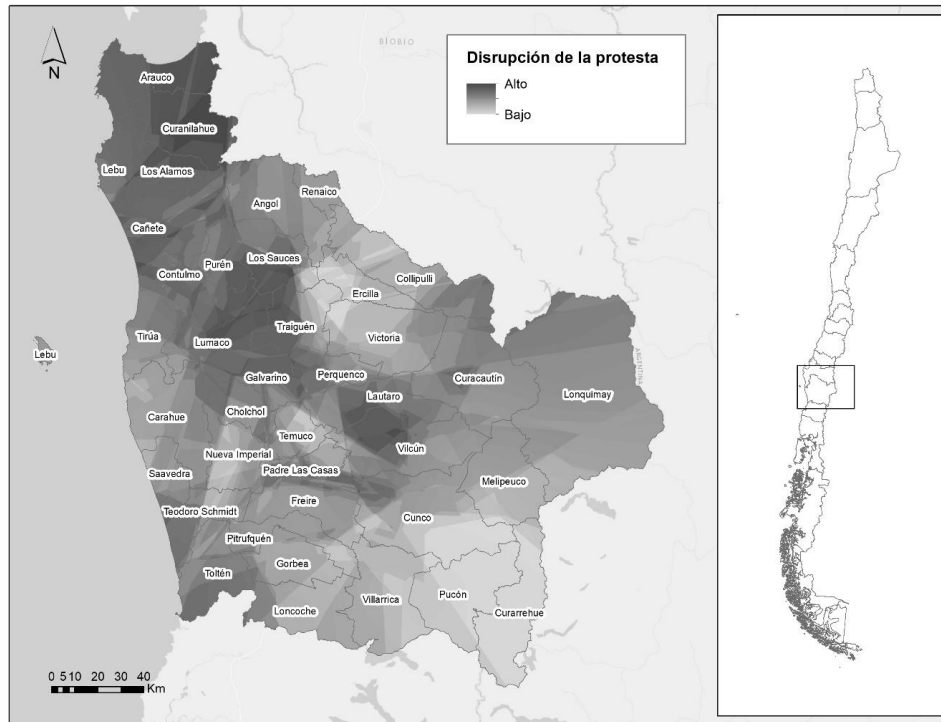 BIOBÍO
Disrupción de la protesta
Alto
Bajo
N
Arauco
Curanilahue
Lebu
Los Alamos
Renaico
Angol
Cañete
Los Sauces
Purén
Contulmo
Collipulli
Ercilla
Traiguén
Victoria
Tirúa
Lumaco
Lebu
ARGENTINA
Perquenco
Galvarino
Curacautín
Lautaro
Lonquimay
Cholchol
Carahue
Temuco
Vilcún
Nueva Imperial
Padre Las Casas
Saavedra
Melipeuco
Freire
Teodoro Schmidt
Cunco
Pitrufquén
Gorbea
Toltén
Pucón
Villarrica
Loncoche
Curarrehue
0 5 10 20 30 40
Km